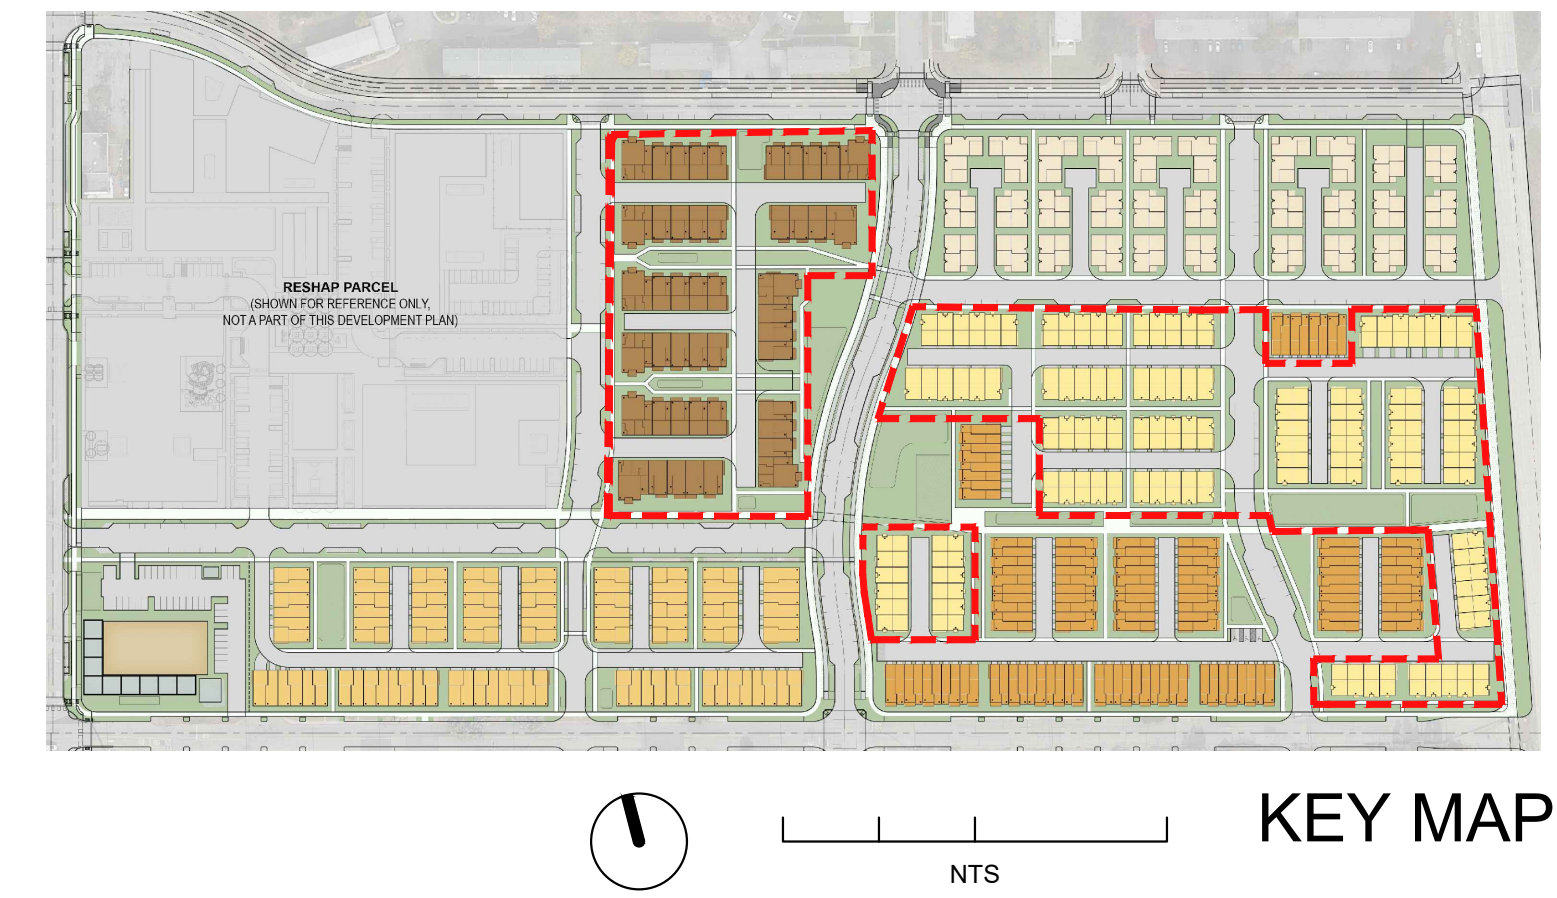 RESHAP PARCEL
(SHOWN FOR REFERENCE ONLY,
NOT A PART OF THIS DEVELOPMENT PLAN)
KEY MAP
NTS